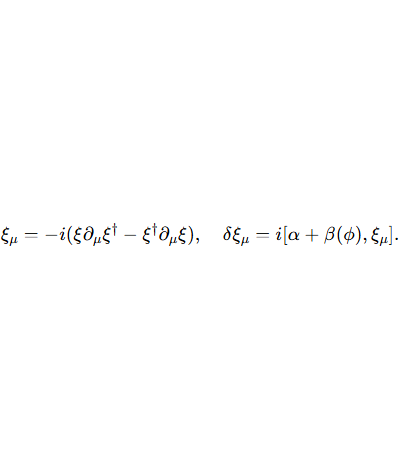 ξ_μ = −i(ξ∂_μξ^† − ξ^†∂_μξ),  δξ_μ = i[α + β(ϕ), ξ_μ].